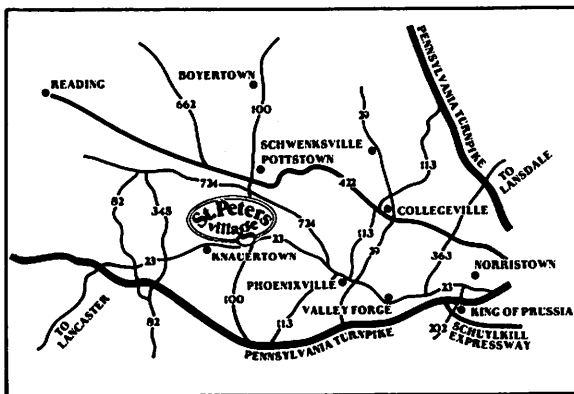 READING
BOYERTOWN
662
100
29
113
PENNSYLVANIA TURNPIKE
TO LANSDALE
SCHWENKSVILLE
POTTSTOWN
422
724
82
345
St. Peters
Village
23
724
113
29
COLLEGEVILLE
363
23
KNAUERTOWN
PHOENIXVILLE
NORRISTOWN
23
VALLEY FORGE
KING OF PRUSSIA
TO LANCASTER
82
100
113
PENNSYLVANIA TURNPIKE
202
SCHUYLKILL
EXPRESSWAY